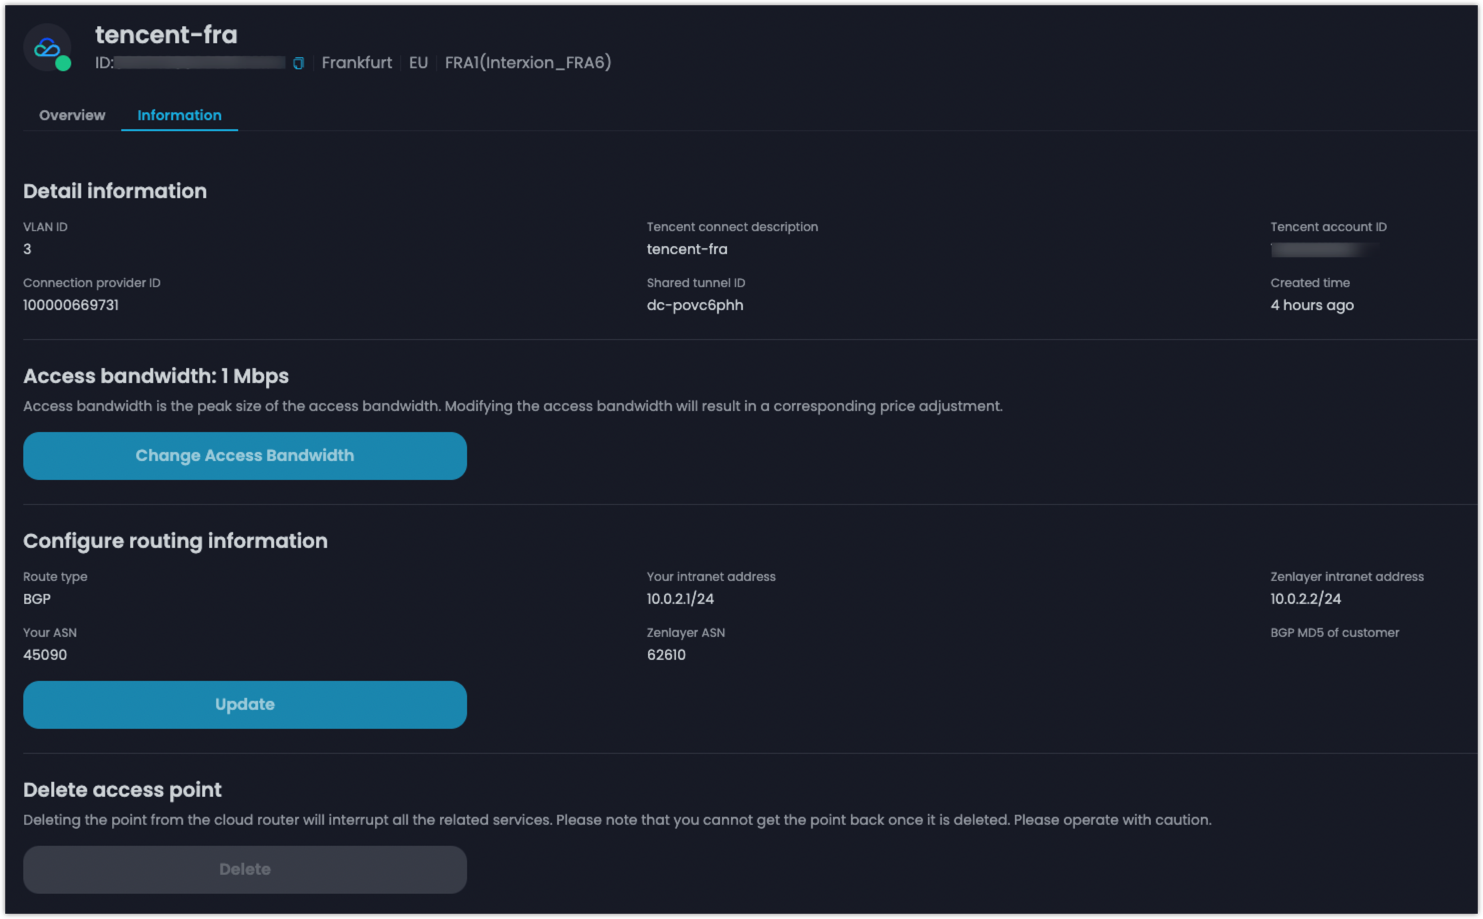 tencent-fra
ID: Frankfurt EU FRA1(Interxion_FRA6)
Overview Information
Detail information
VLAN ID Tencent connect description Tencent account ID
3 tencent-fra
Connection provider ID Shared tunnel ID Created time
100000669731 dc-povc6phh 4 hours ago
Access bandwidth: 1 Mbps
Access bandwidth is the peak size of the access bandwidth. Modifying the access bandwidth will result in a corresponding price adjustment.
Change Access Bandwidth
Configure routing information
Route type Your intranet address Zenlayer intranet address
BGP 10.0.2.1/24 10.0.2.2/24
Your ASN Zenlayer ASN BGP MD5 of customer
45090 62610
Update
Delete access point
Deleting the point from the cloud router will interrupt all the related services. Please note that you cannot get the point back once it is deleted. Please operate with caution.
Delete